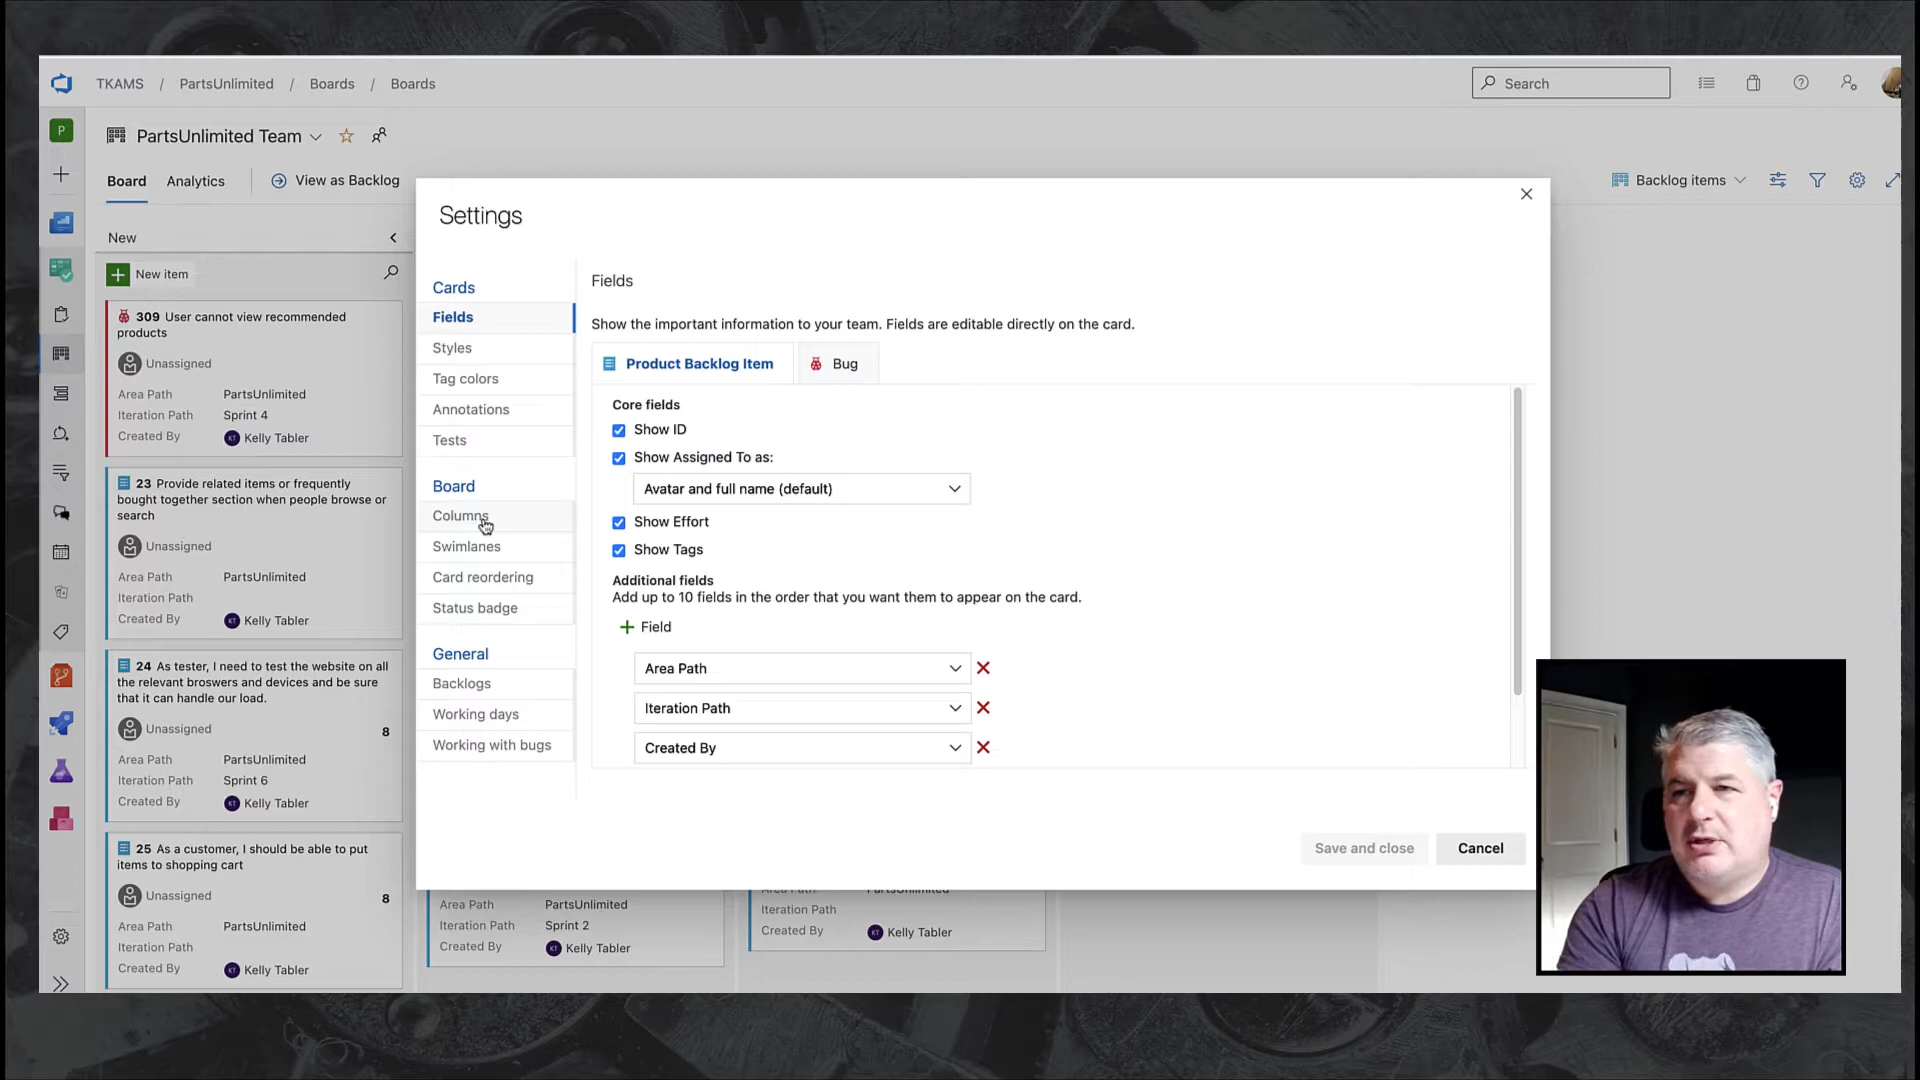 TKAMS / PartsUnlimited / Boards / Boards
Search
P
PartsUnlimited Team
Board
Analytics
View as Backlog
Backlog items
New
New item
309 User cannot view recommended
products
Unassigned
Area Path PartsUnlimited
Iteration Path Sprint 4
Created By KT Kelly Tabler
23 Provide related items or frequently
bought together section when people browse or
search
Unassigned
Area Path PartsUnlimited
Iteration Path
Created By KT Kelly Tabler
24 As tester, I need to test the website on all
the relevant broswers and devices and be sure
that it can handle our load.
Unassigned 8
Area Path PartsUnlimited
Iteration Path Sprint 6
Created By KT Kelly Tabler
25 As a customer, I should be able to put
items to shopping cart
Unassigned 8
Area Path PartsUnlimited
Iteration Path
Created By KT Kelly Tabler
Settings
Cards
Fields
Styles
Tag colors
Annotations
Tests
Board
Columns
Swimlanes
Card reordering
Status badge
General
Backlogs
Working days
Working with bugs
Fields
Show the important information to your team. Fields are editable directly on the card.
Product Backlog Item
Bug
Core fields
Show ID
Show Assigned To as:
Avatar and full name (default)
Show Effort
Show Tags
Additional fields
Add up to 10 fields in the order that you want them to appear on the card.
Field
Area Path
Iteration Path
Created By
Save and close
Cancel
Area Path PartsUnlimited
Iteration Path Sprint 2
Created By KT Kelly Tabler
Area Path PartsUnlimited
Iteration Path
Created By KT Kelly Tabler